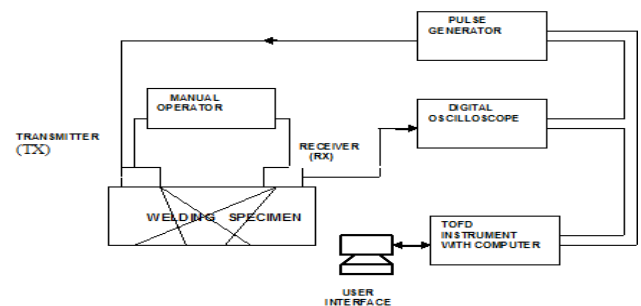 PULSE
GENERATOR
MANUAL
OPERATOR
DIGITAL
OSCILLOSCOPE
TRANSMITTER
(TX)
RECEIVER
(RX)
WELDING SPECIMEN
TOFD
INSTRUMENT
WITH COMPUTER
USER
INTERFACE